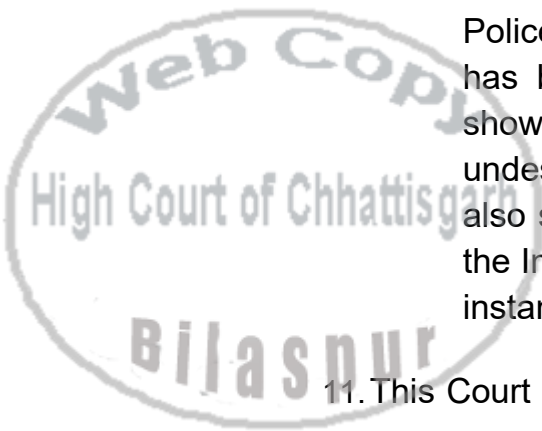 Web Copy
High Court of Chhattisgarh
Bilaspur
Police
has b
show
undes
also s
the In
instan
11. This Court